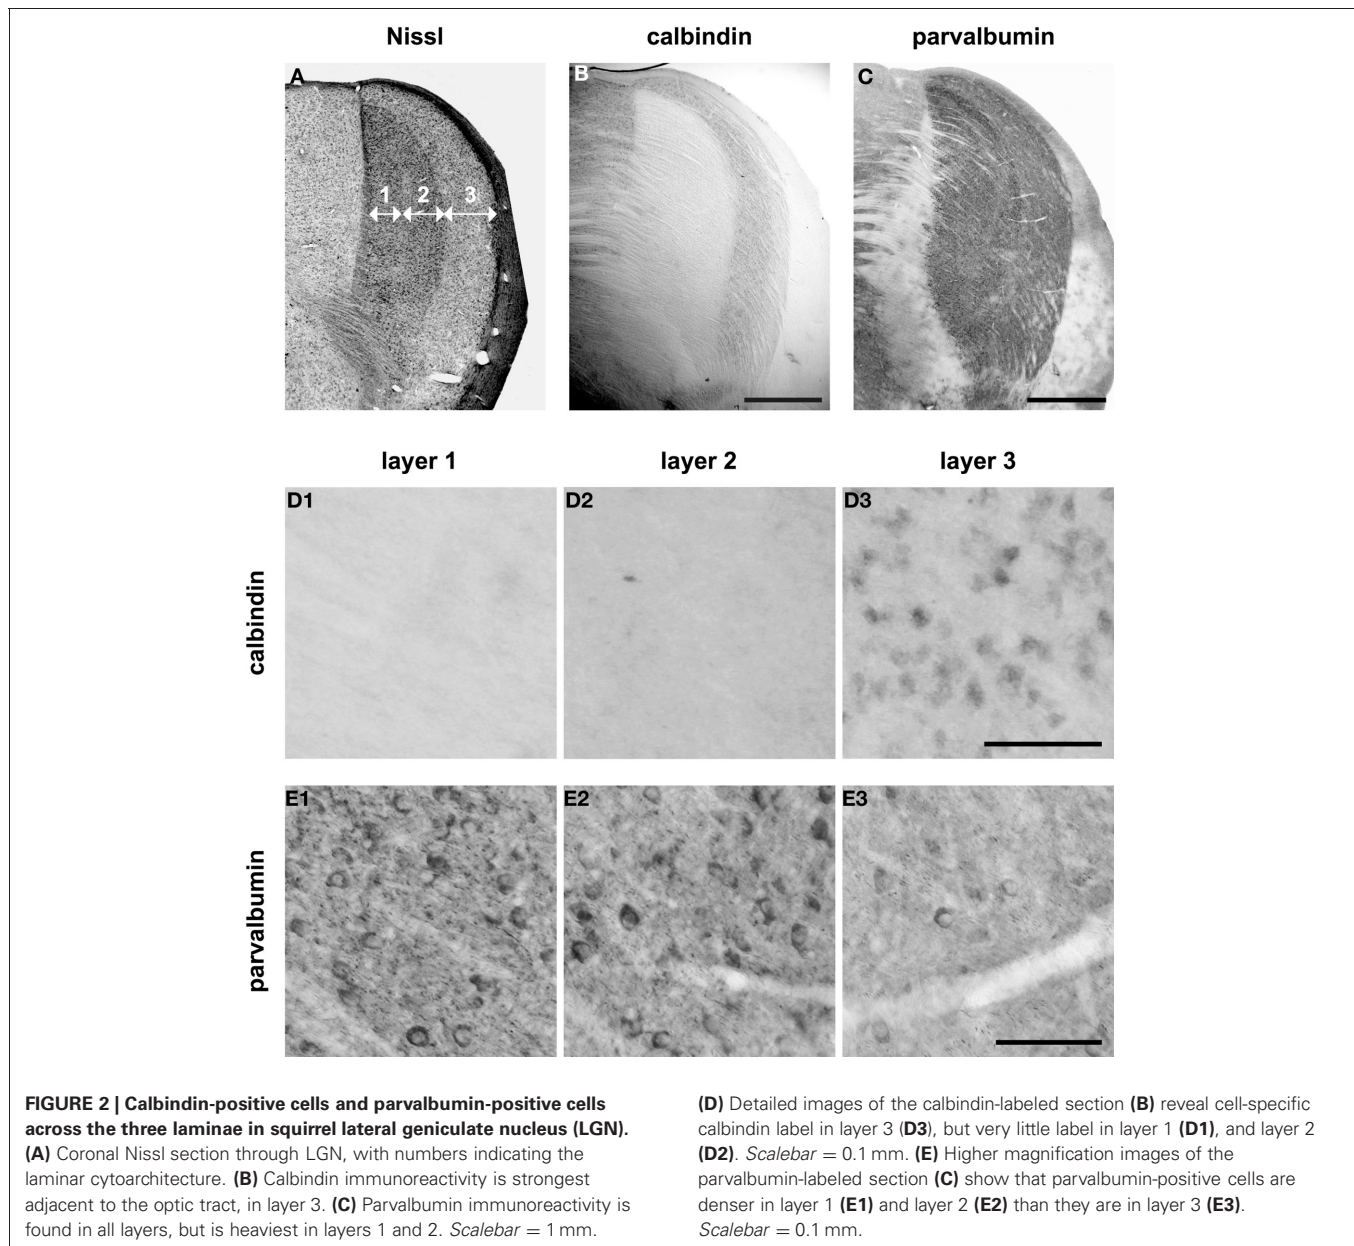 Nissl
calbindin
parvalbumin
A
B
C
1
2
3
layer 1
layer 2
layer 3
calbindin
D1
D2
D3
parvalbumin
E1
E2
E3
FIGURE 2 | Calbindin-positive cells and parvalbumin-positive cells
across the three laminae in squirrel lateral geniculate nucleus (LGN).
(A) Coronal Nissl section through LGN, with numbers indicating the
laminar cytoarchitecture. (B) Calbindin immunoreactivity is strongest
adjacent to the optic tract, in layer 3. (C) Parvalbumin immunoreactivity is
found in all layers, but is heaviest in layers 1 and 2. Scalebar = 1 mm.
(D) Detailed images of the calbindin-labeled section (B) reveal cell-specific
calbindin label in layer 3 (D3), but very little label in layer 1 (D1), and layer 2
(D2). Scalebar = 0.1 mm. (E) Higher magnification images of the
parvalbumin-labeled section (C) show that parvalbumin-positive cells are
denser in layer 1 (E1) and layer 2 (E2) than they are in layer 3 (E3).
Scalebar = 0.1 mm.